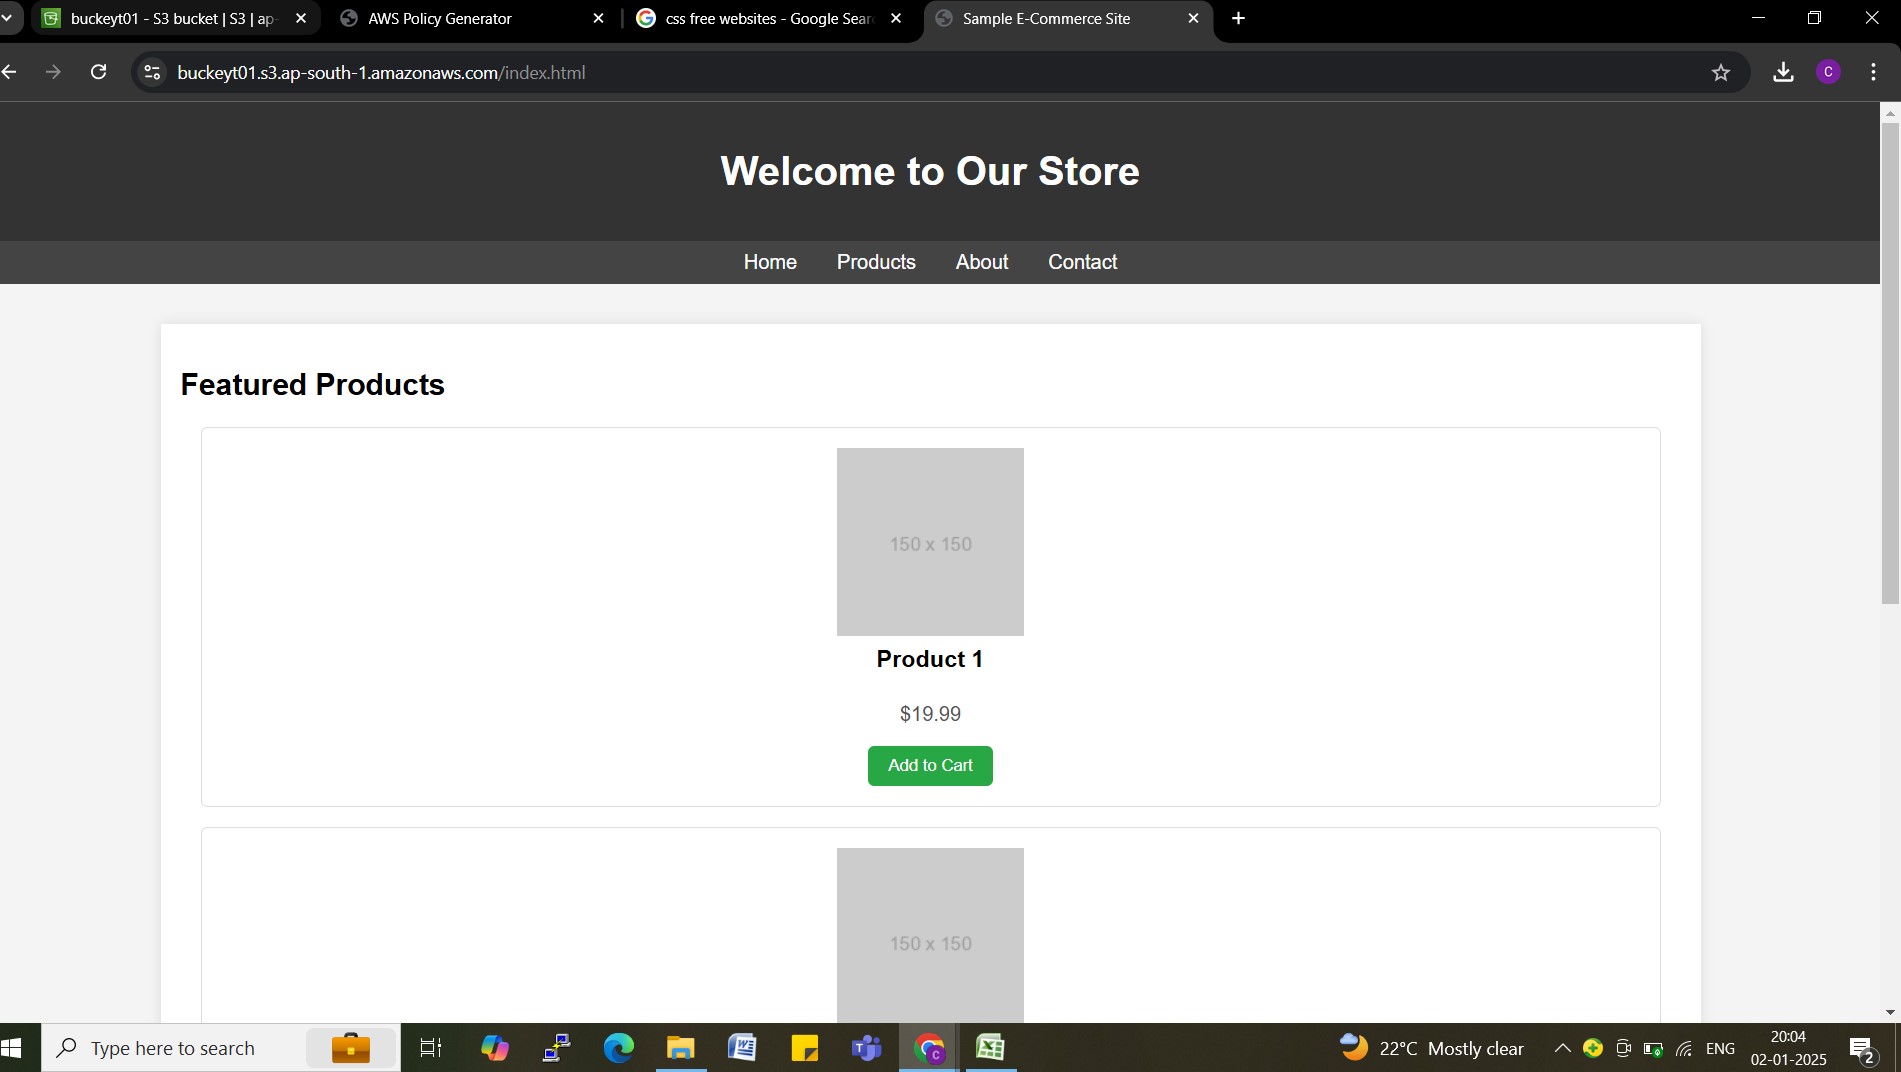 buckeyt01 - S3 bucket | S3 | ap-
AWS Policy Generator
css free websites - Google Sear
Sample E-Commerce Site
buckeyt01.s3.ap-south-1.amazonaws.com/index.html
C
Welcome to Our Store
Home Products About Contact
Featured Products
150 x 150
Product 1
$19.99
Add to Cart
150 x 150
Type here to search
22°C Mostly clear
ENG
20:04
02-01-2025
2